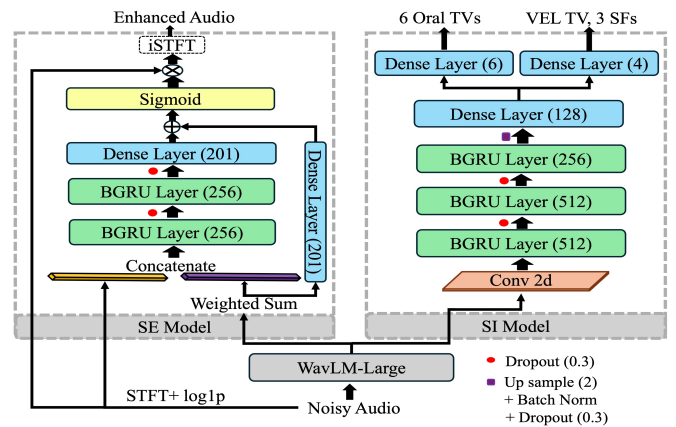 Enhanced Audio
iSTFT
Sigmoid
Dense Layer (201)
BGRU Layer (256)
BGRU Layer (256)
Dense Layer (201)
Concatenate
Weighted Sum
SE Model
6 Oral TVs
VEL TV, 3 SFs
Dense Layer (6)
Dense Layer (4)
Dense Layer (128)
BGRU Layer (256)
BGRU Layer (512)
BGRU Layer (512)
Conv 2d
SI Model
WavLM-Large
STFT+ log1p
Noisy Audio
Dropout (0.3)
Up sample (2)
+ Batch Norm
+ Dropout (0.3)